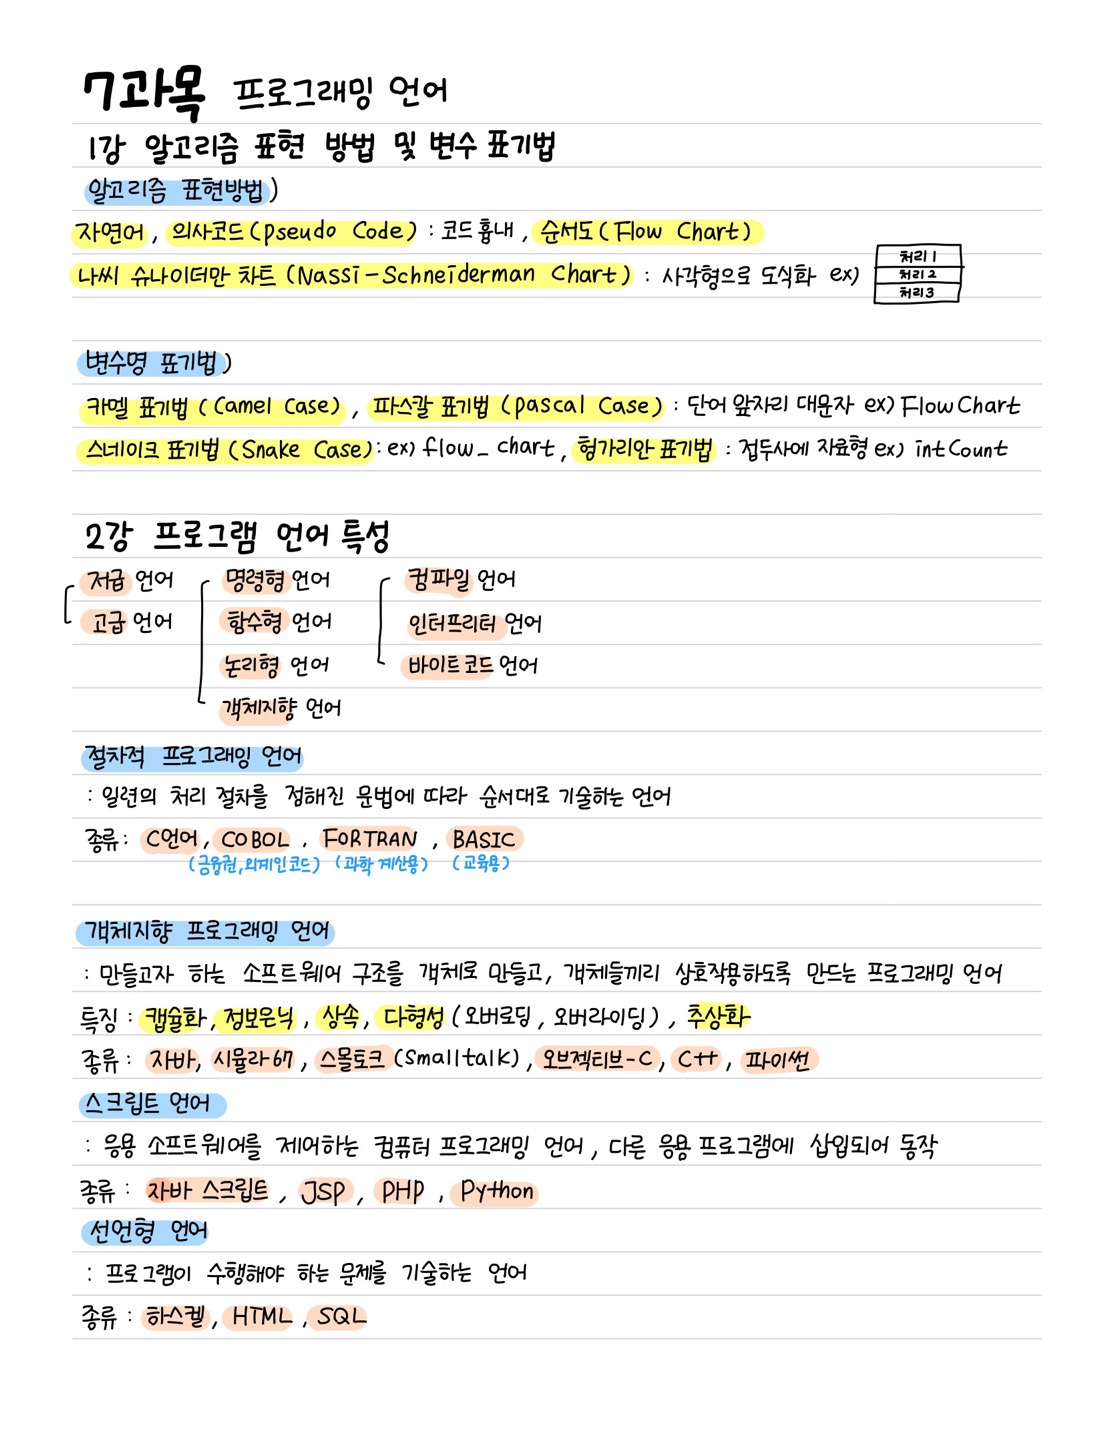 7과목 프로그래밍 언어
1강 알고리즘 표현 방법 및 변수 표기법
알고리즘 표현방법)
자연어, 의사코드(pseudo Code) : 코드흉내, 순서도(Flow Chart)
나씨 슈나이더만 차트 (Nassi-Schneiderman Chart) : 사각형으로 도식화 ex)
처리1
처리2
처리3
변수명 표기법)
카멜 표기법 (Camel Case), 파스칼 표기법 (pascal Case) : 단어 앞자리 대문자 ex) FlowChart
스네이크 표기법 (Snake Case) : ex) flow_chart, 헝가리안 표기법 : 접두사에 자료형 ex) intCount
2강 프로그램 언어 특성
저급 언어 명령형 언어 컴파일 언어
고급 언어 함수형 언어 인터프리터 언어
논리형 언어 바이트코드 언어
객체지향 언어
절차적 프로그래밍 언어
: 일련의 처리 절차를 정해진 문법에 따라 순서대로 기술하는 언어
종류 : C언어, COBOL, FORTRAN, BASIC
(금융권,외계인코드) (과학 계산용) (교육용)
객체지향 프로그래밍 언어
: 만들고자 하는 소프트웨어 구조를 객체로 만들고, 객체들끼리 상호작용하도록 만드는 프로그래밍 언어
특징 : 캡슐화, 정보은닉, 상속, 다형성 (오버로딩, 오버라이딩), 추상화
종류 : 자바, 시뮬라 67, 스몰토크(Smalltalk), 오브젝티브-C, C++, 파이썬
스크립트 언어
: 응용 소프트웨어를 제어하는 컴퓨터 프로그래밍 언어, 다른 응용 프로그램에 삽입되어 동작
종류 : 자바 스크립트, JSP, PHP, Python
선언형 언어
: 프로그램이 수행해야 하는 문제를 기술하는 언어
종류 : 하스켈, HTML, SQL